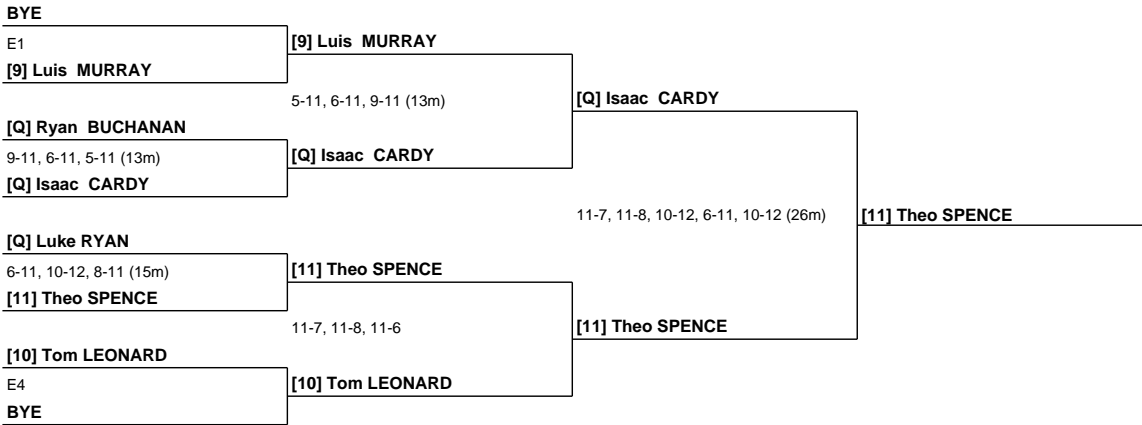 BYE
E1
[9] Luis MURRAY
[9] Luis MURRAY
5-11, 6-11, 9-11 (13m)
[Q] Isaac CARDY
[Q] Ryan BUCHANAN
9-11, 6-11, 5-11 (13m)
[Q] Isaac CARDY
[Q] Isaac CARDY
11-7, 11-8, 10-12, 6-11, 10-12 (26m)
[11] Theo SPENCE
[Q] Luke RYAN
6-11, 10-12, 8-11 (15m)
[11] Theo SPENCE
[11] Theo SPENCE
11-7, 11-8, 11-6
[11] Theo SPENCE
[10] Tom LEONARD
E4
[10] Tom LEONARD
BYE